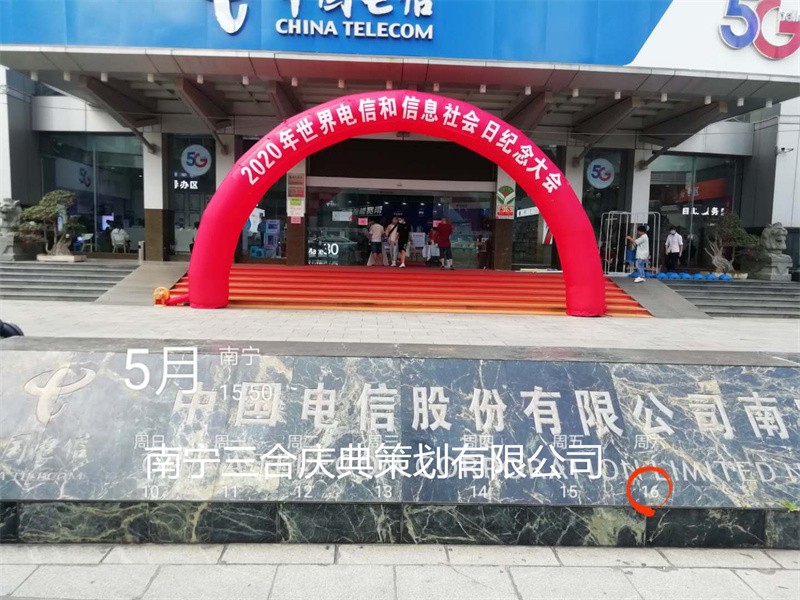 中国电信
CHINA TELECOM
5G
2020年世界电信和信息社会日纪念大会
5G
5G
办区
5月 南宁
15:50
中国电信股份有限公司南
周日 周一 周二 周三 周四 周五 周六
南宁三合庆典策划有限公司
CORPORATION LIMITED
10 11 12 13 14 15 16